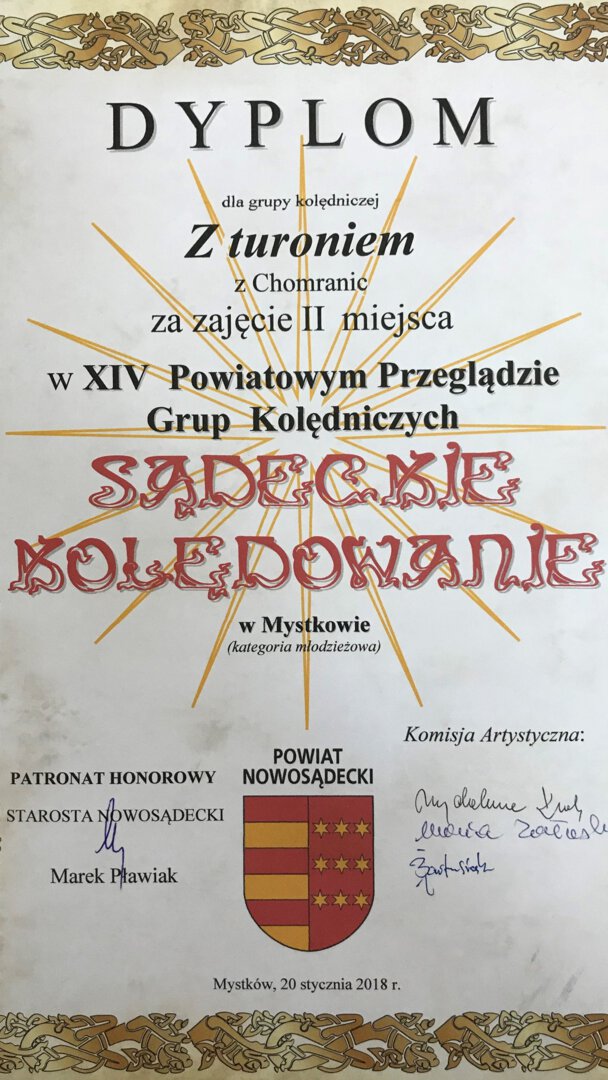 DYPLOM
dla grupy kolędniczej
Z turoniem
z Chomranic
za zajęcie II miejsca
w XIV Powiatowym Przeglądzie
Grup Kolędniczych
SĄDECKIE
KOLĘDOWANIE
w Mystkowie
(kategoria młodzieżowa)
Komisja Artystyczna:
POWIAT
NOWOSĄDECKI
PATRONAT HONOROWY
STAROSTA NOWOSĄDECKI
Marek Pławiak
Mystków, 20 stycznia 2018 r.